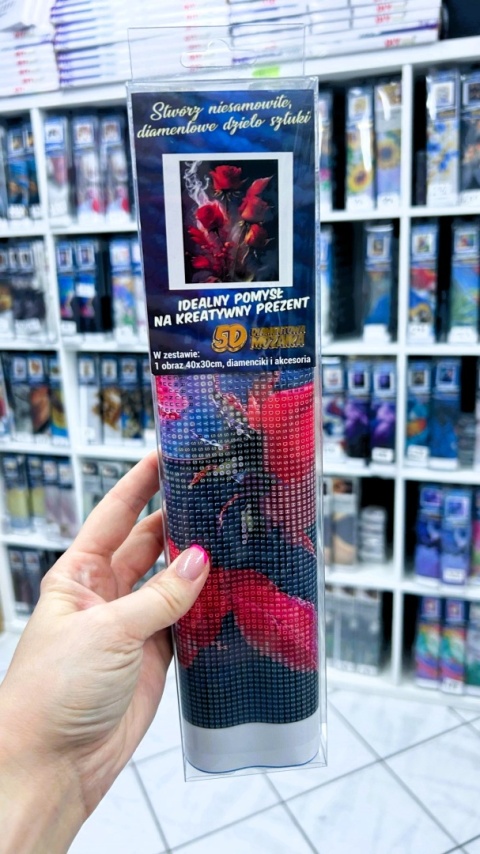 Stwórz niesamowite,
diamentowe dzieło sztuki
IDEALNY POMYSŁ
NA KREATYWNY PREZENT
5D
MOZAIKA
W zestawie:
1 obraz 40x30cm, diamenciki i akcesoria